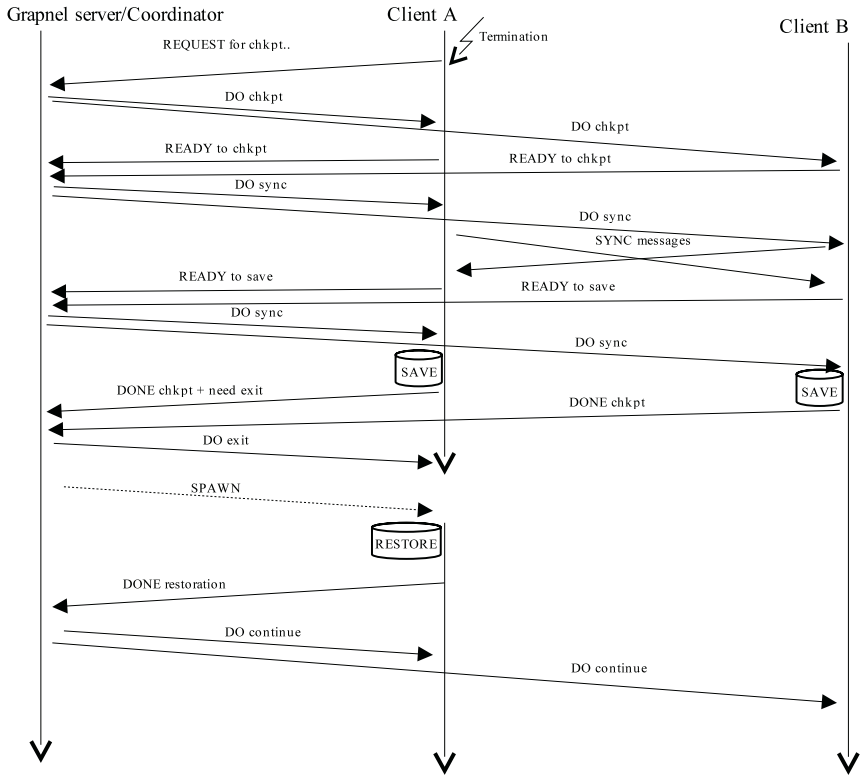 Grapnel server/Coordinator
Client A
Client B
Termination
REQUEST for chkpt..
DO chkpt
DO chkpt
READY to chkpt
READY to chkpt
DO sync
DO sync
SYNC messages
READY to save
READY to save
DO sync
DO sync
SAVE
SAVE
DONE chkpt + need exit
DONE chkpt
DO exit
SPAWN
RESTORE
DONE restoration
DO continue
DO continue